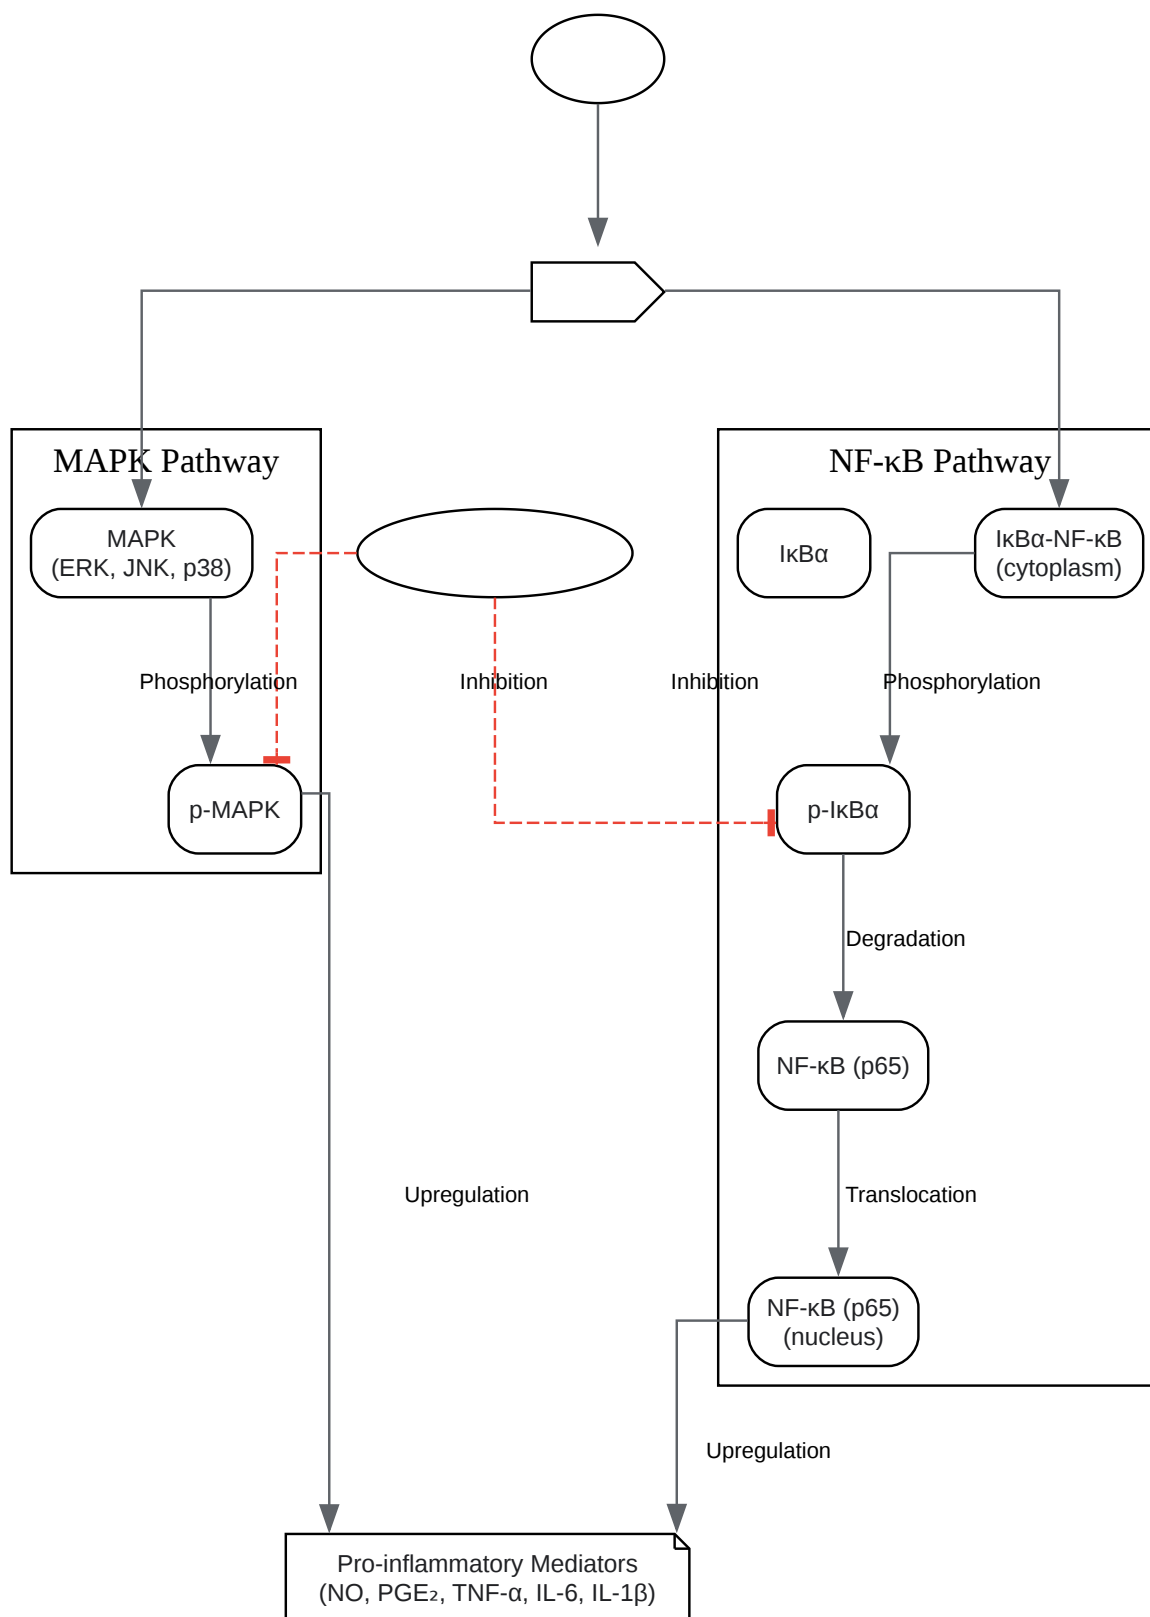 MAPK Pathway
NF-κB Pathway
MAPK
(ERK, JNK, p38)
IκBα
IκBα-NF-κB
(cytoplasm)
Phosphorylation
Inhibition
Inhibition
Phosphorylation
p-MAPK
p-IκBα
Degradation
NF-κB (p65)
Upregulation
Translocation
NF-κB (p65)
(nucleus)
Upregulation
Pro-inflammatory Mediators
(NO, PGE₂, TNF-α, IL-6, IL-1β)